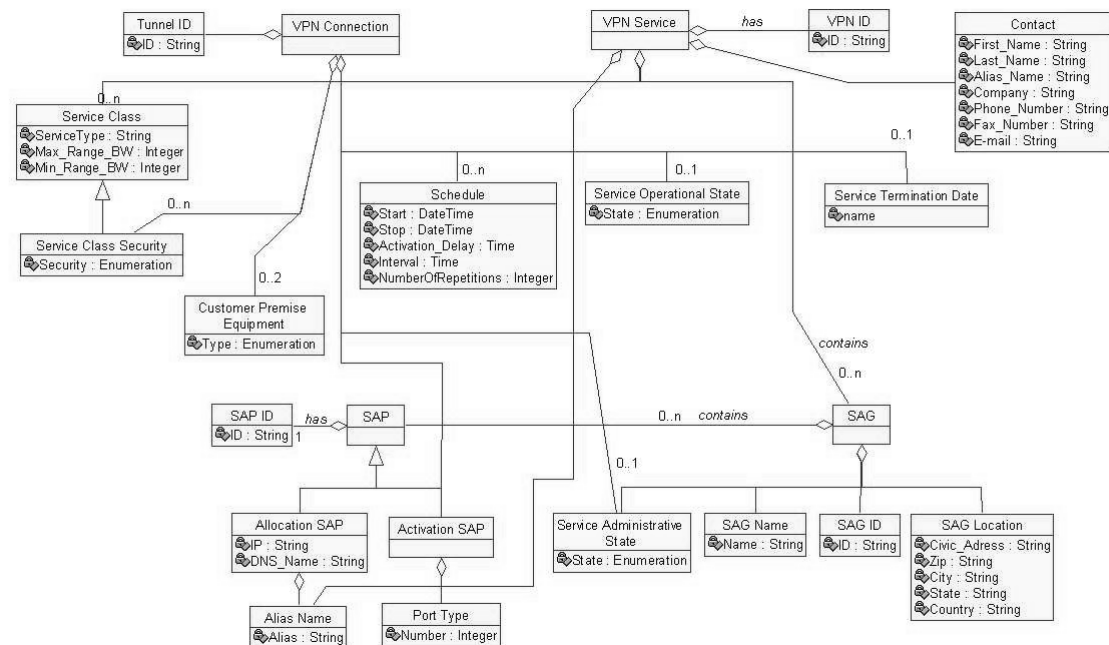 Tunnel ID
ID : String
VPN Connection
VPN Service
has
VPN ID
ID : String
Contact
First_Name : String
Last_Name : String
Alias_Name : String
Company : String
Phone_Number : String
Fax_Number : String
E-mail : String
0..n
Service Class
ServiceType : String
Max_Range_BW : Integer
Min_Range_BW : Integer
0..n
Service Class Security
Security : Enumeration
0..n
Schedule
Start : DateTime
Stop : DateTime
Activation_Delay : Time
Interval : Time
NumberOfRepetitions : Integer
0..1
Service Operational State
State : Enumeration
0..1
Service Termination Date
name
0..2
Customer Premise
Equipment
Type : Enumeration
contains
0..n
SAP ID
ID : String
has
1
SAP
0..n
contains
SAG
0..1
Allocation SAP
IP : String
DNS_Name : String
Activation SAP
Service Administrative
State
State : Enumeration
SAG Name
Name : String
SAG ID
ID : String
SAG Location
Civic_Adress : String
Zip : String
City : String
State : String
Country : String
Alias Name
Alias : String
Port Type
Number : Integer